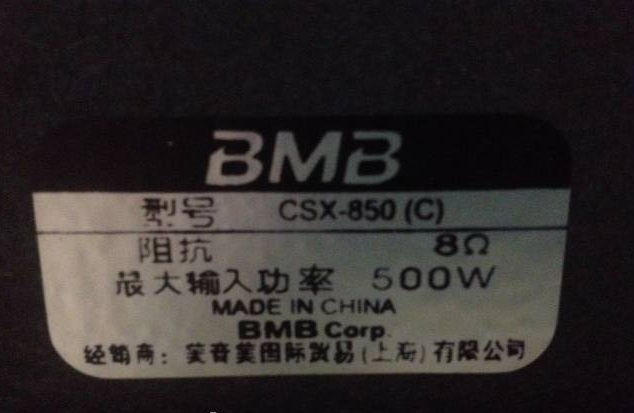 BMB
型号 CSX-850 (C)
阻抗 8Ω
最大输入功率 500W
MADE IN CHINA
BMB Corp.
经销商: 美音美国际贸易(上海)有限公司